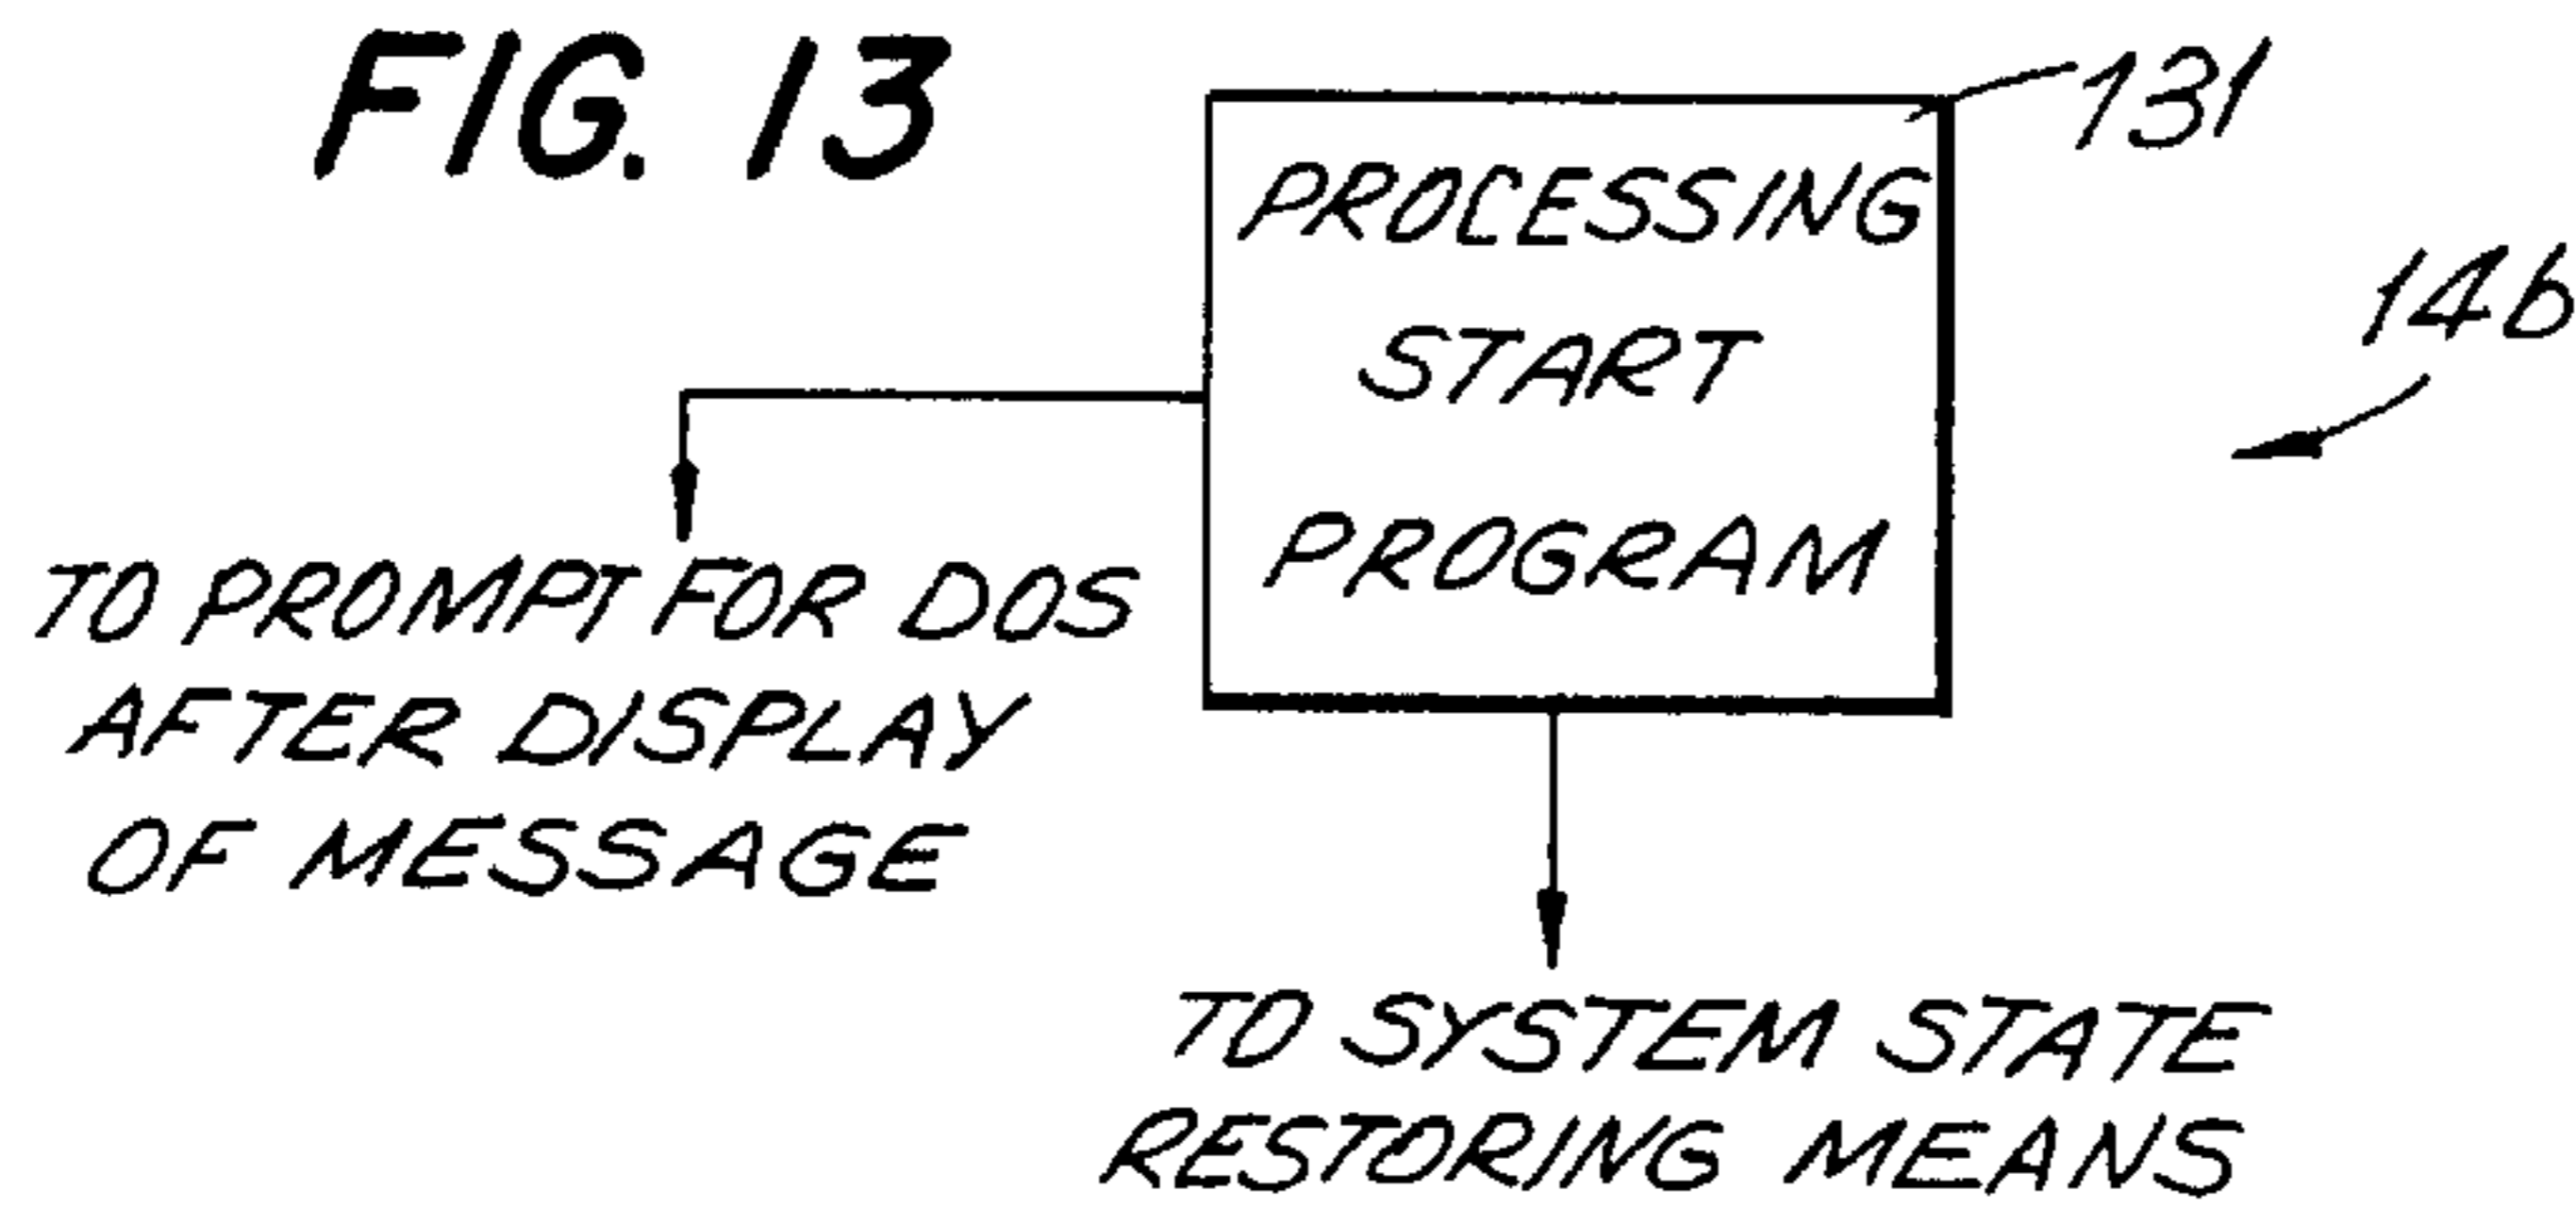 FIG. 13
131
PROCESSING
START
PROGRAM
14b
TO PROMPT FOR DOS
AFTER DISPLAY
OF MESSAGE
TO SYSTEM STATE
RESTORING MEANS